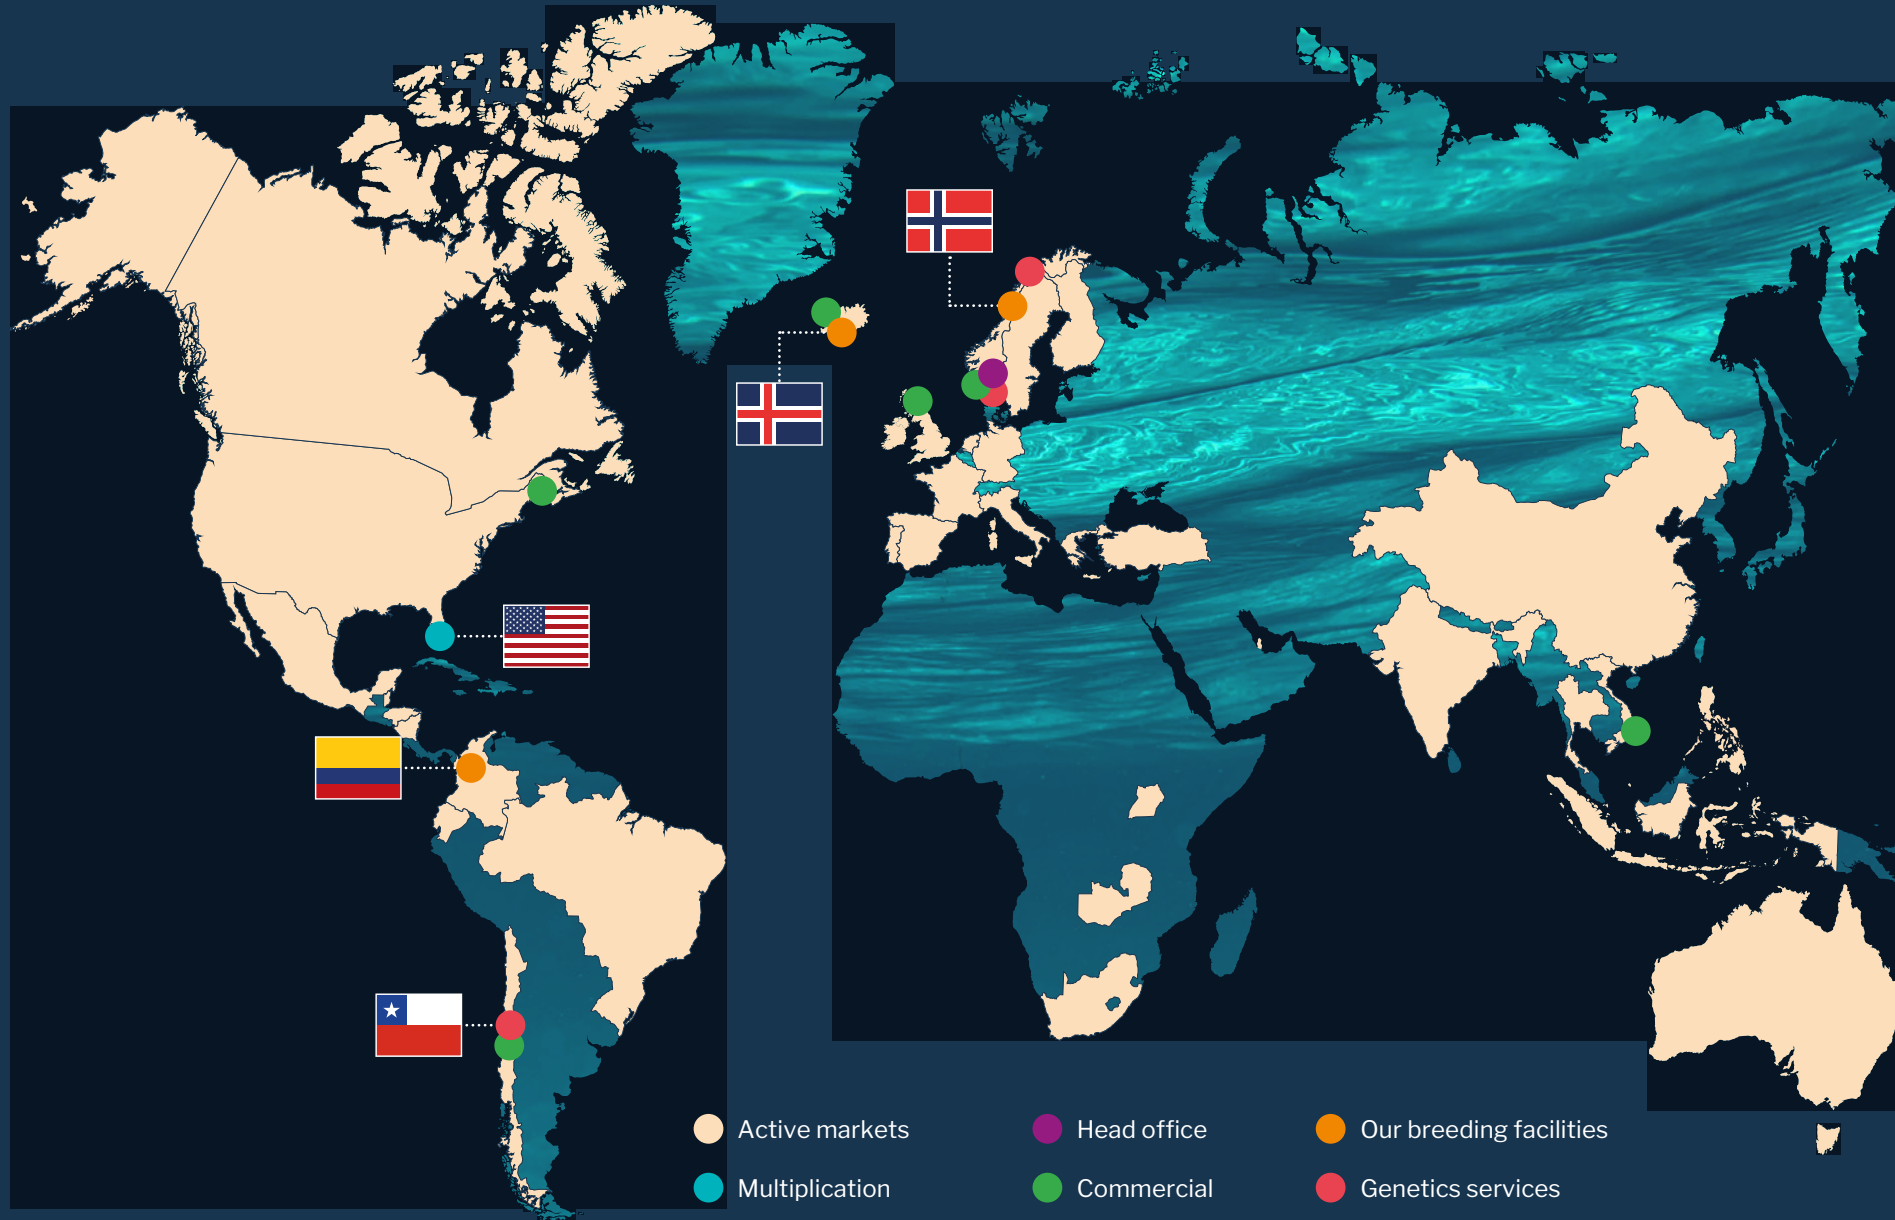 Active markets
Head office
Our breeding facilities
Multiplication
Commercial
Genetics services